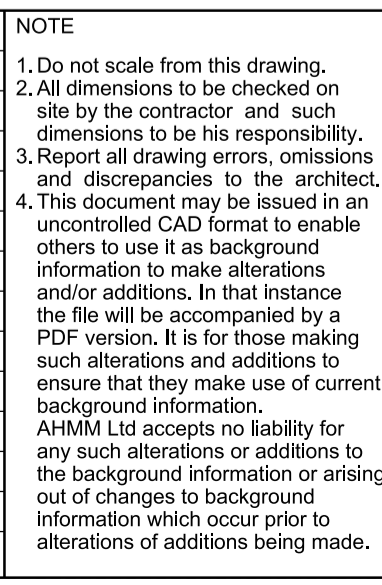 NOTE
1. Do not scale from this drawing.
2. All dimensions to be checked on
site by the contractor and such
dimensions to be his responsibility.
3. Report all drawing errors, omissions
and discrepancies to the architect.
4. This document may be issued in an
uncontrolled CAD format to enable
others to use it as background
information to make alterations
and/or additions. In that instance
the file will be accompanied by a
PDF version. It is for those making
such alterations and additions to
ensure that they make use of current
background information.
AHMM Ltd accepts no liability for
any such alterations or additions to
the background information or arising
out of changes to background
information which occur prior to
alterations of additions being made.